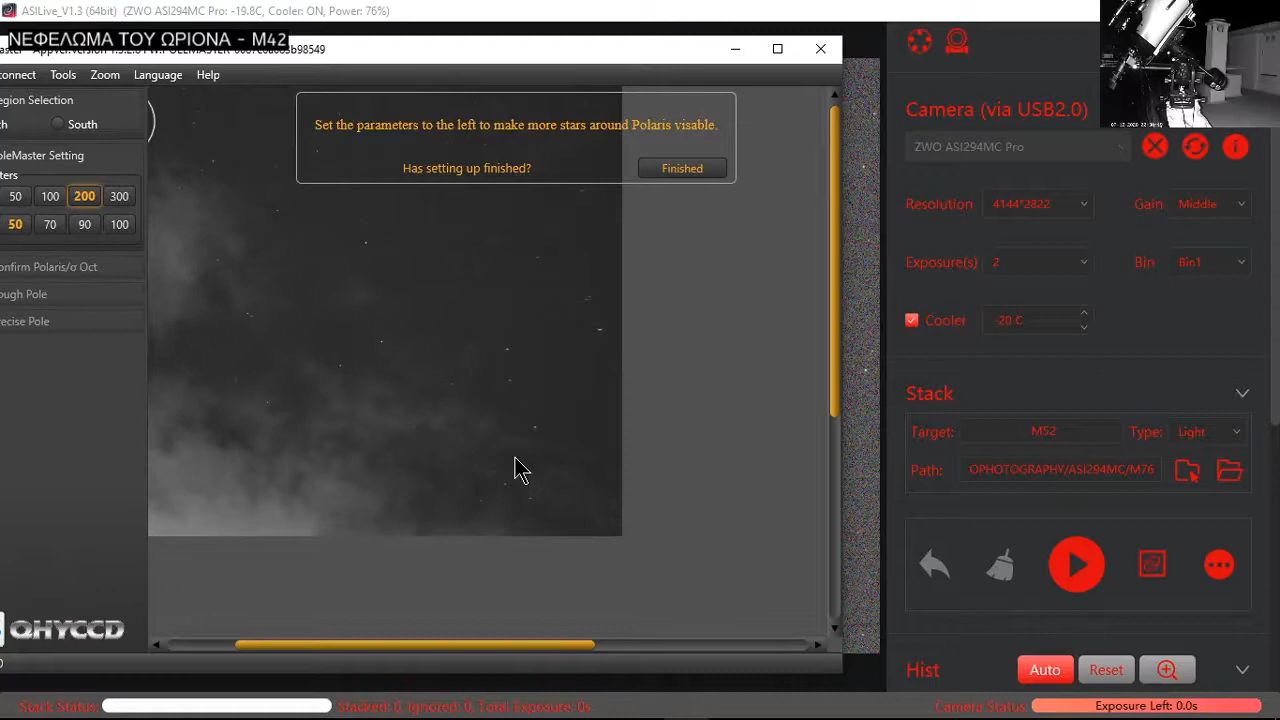 ASILive_V1.3 (64bit) (ZWO ASI294MC Pro: -19.8C, Cooler: ON, Power: 76%)
ΝΕΦΕΛΩΜΑ ΤΟΥ ΩΡΙΟΝΑ - M42
onnect Tools Zoom Language Help
egion Selection
th South
oleMaster Setting
ters
50 100 200 300
50 70 90 100
onfirm Polaris/σ Oct
ough Pole
recise Pole
Set the parameters to the left to make more stars around Polaris visable.
Has setting up finished? Finished
QHYCCD
Camera (via USB2.0)
ZWO ASI294MC Pro
Resolution 4144*2822 Gain Middle
Exposure(s) 2 Bin Bin1
Cooler -20 C
Stack
Target: M52 Type: Light
Path: OPHOTOGRAPHY/ASI294MC/M76
Hist Auto Reset
Stack Status: Stacked: 0, Ignored: 0, Total Exposure: 0s
Camera Status: Exposure Left: 0.0s